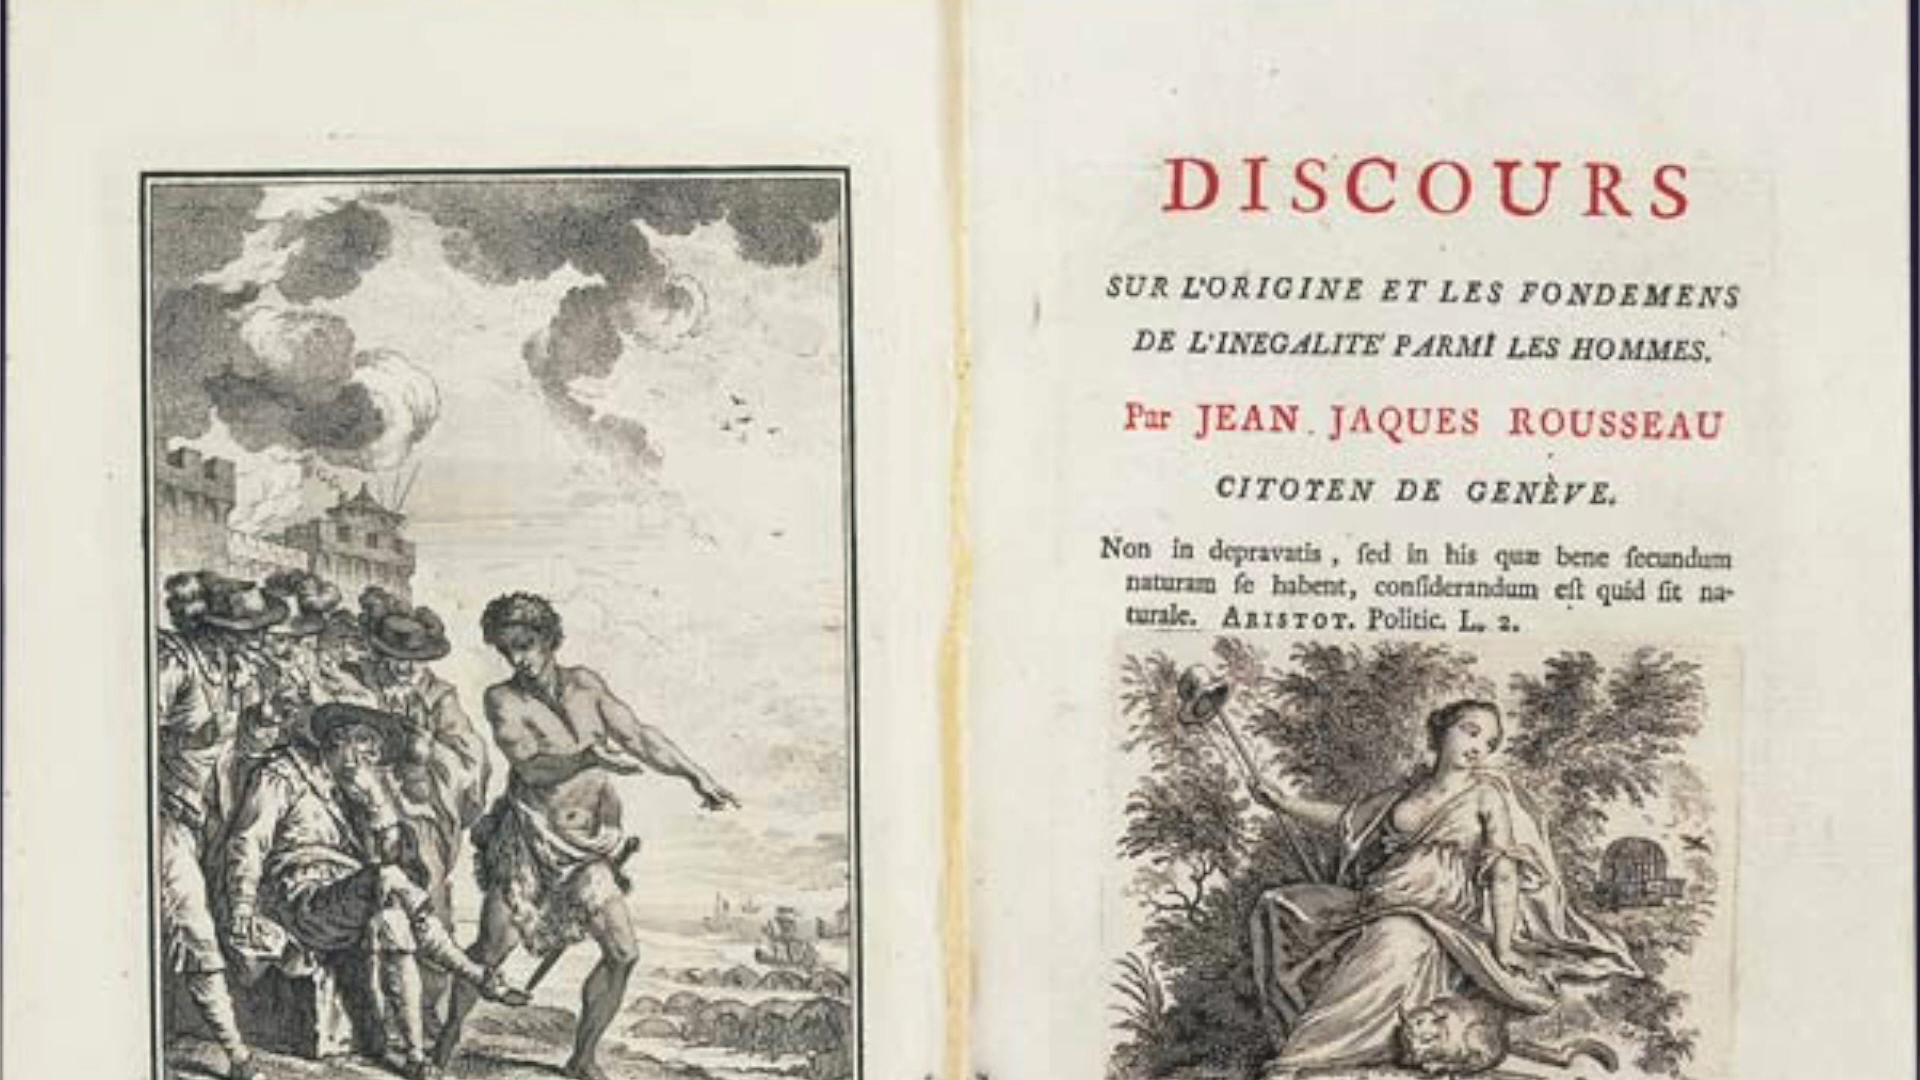 DISCOURS
SUR L'ORIGINE ET LES FONDEMENS
DE L'INEGALITE' PARMI LES HOMMES.
Par JEAN JAQUES ROUSSEAU
CITOYEN DE GENÈVE.
Non in depravatis, ſed in his quæ bene ſecundum
naturam ſe habent, conſiderandum eſt quid ſit na-
turale. ARISTOT. Politic. L. 2.